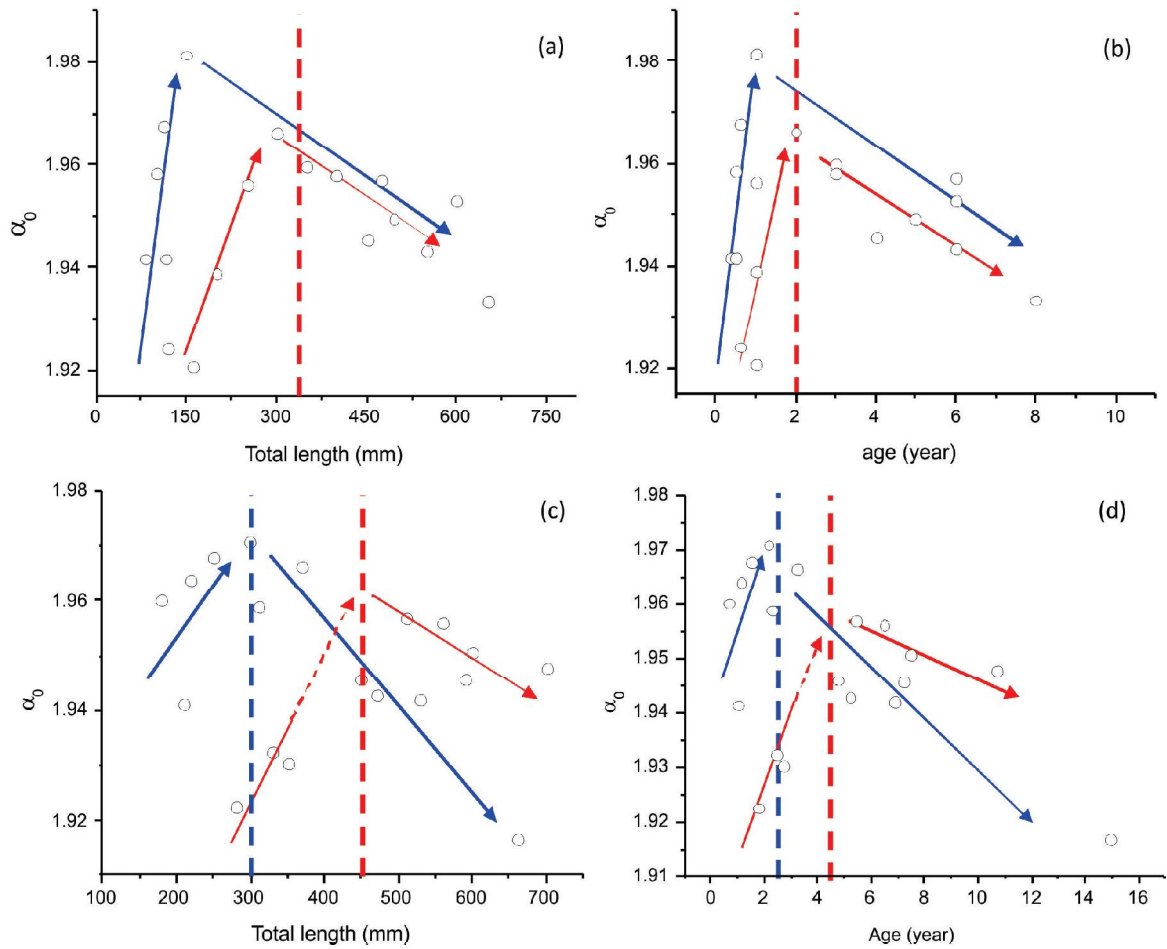 (a)
1.98
1.96
1.94
1.92
α0
0 150 300 450 600 750
Total length (mm)
(b)
1.98
1.96
1.94
1.92
α0
0 2 4 6 8 10
age (year)
(c)
1.98
1.96
1.94
1.92
α0
100 200 300 400 500 600 700
Total length (mm)
(d)
1.98
1.97
1.96
1.95
1.94
1.93
1.92
1.91
α0
0 2 4 6 8 10 12 14 16
Age (year)